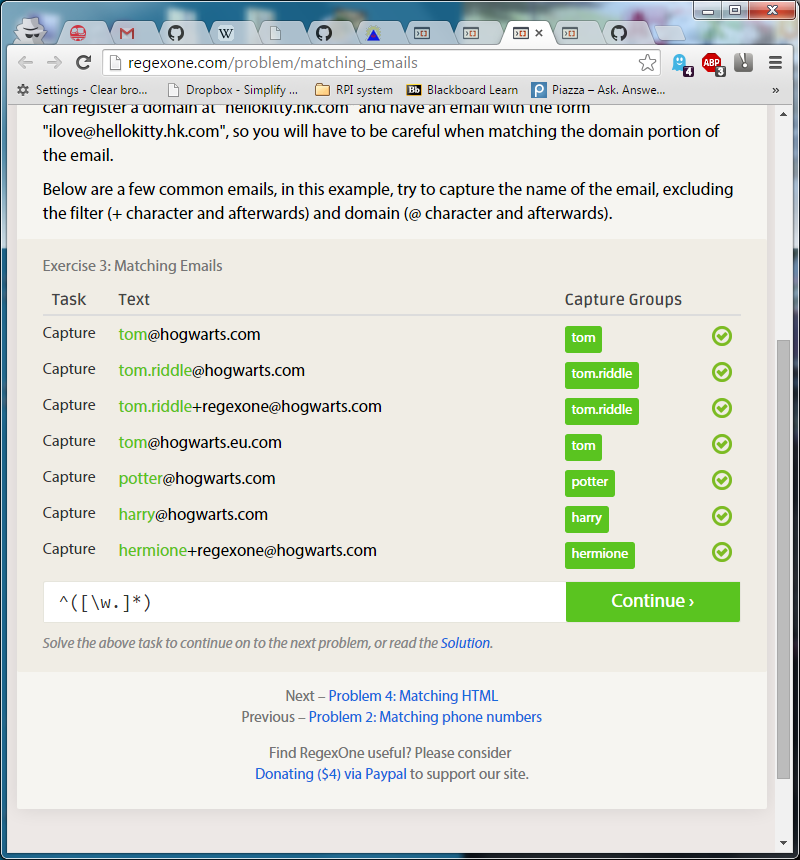 regexone.com/problem/matching_emails
4
ABP
3
Settings - Clear bro...
Dropbox - Simplify ...
RPI system
Bb
Blackboard Learn
Piazza – Ask. Answe...
»
can register a domain at "hellokitty.hk.com" and have an email with the form
"ilove@hellokitty.hk.com", so you will have to be careful when matching the domain portion of
the email.
Below are a few common emails, in this example, try to capture the name of the email, excluding
the filter (+ character and afterwards) and domain (@ character and afterwards).
Exercise 3: Matching Emails
Task Text Capture Groups
Capture tom@hogwarts.com tom
Capture tom.riddle@hogwarts.com tom.riddle
Capture tom.riddle+regexone@hogwarts.com tom.riddle
Capture tom@hogwarts.eu.com tom
Capture potter@hogwarts.com potter
Capture harry@hogwarts.com harry
Capture hermione+regexone@hogwarts.com hermione
^([\w.]*) Continue ›
Solve the above task to continue on to the next problem, or read the Solution.
Next – Problem 4: Matching HTML
Previous – Problem 2: Matching phone numbers
Find RegexOne useful? Please consider
Donating ($4) via Paypal to support our site.